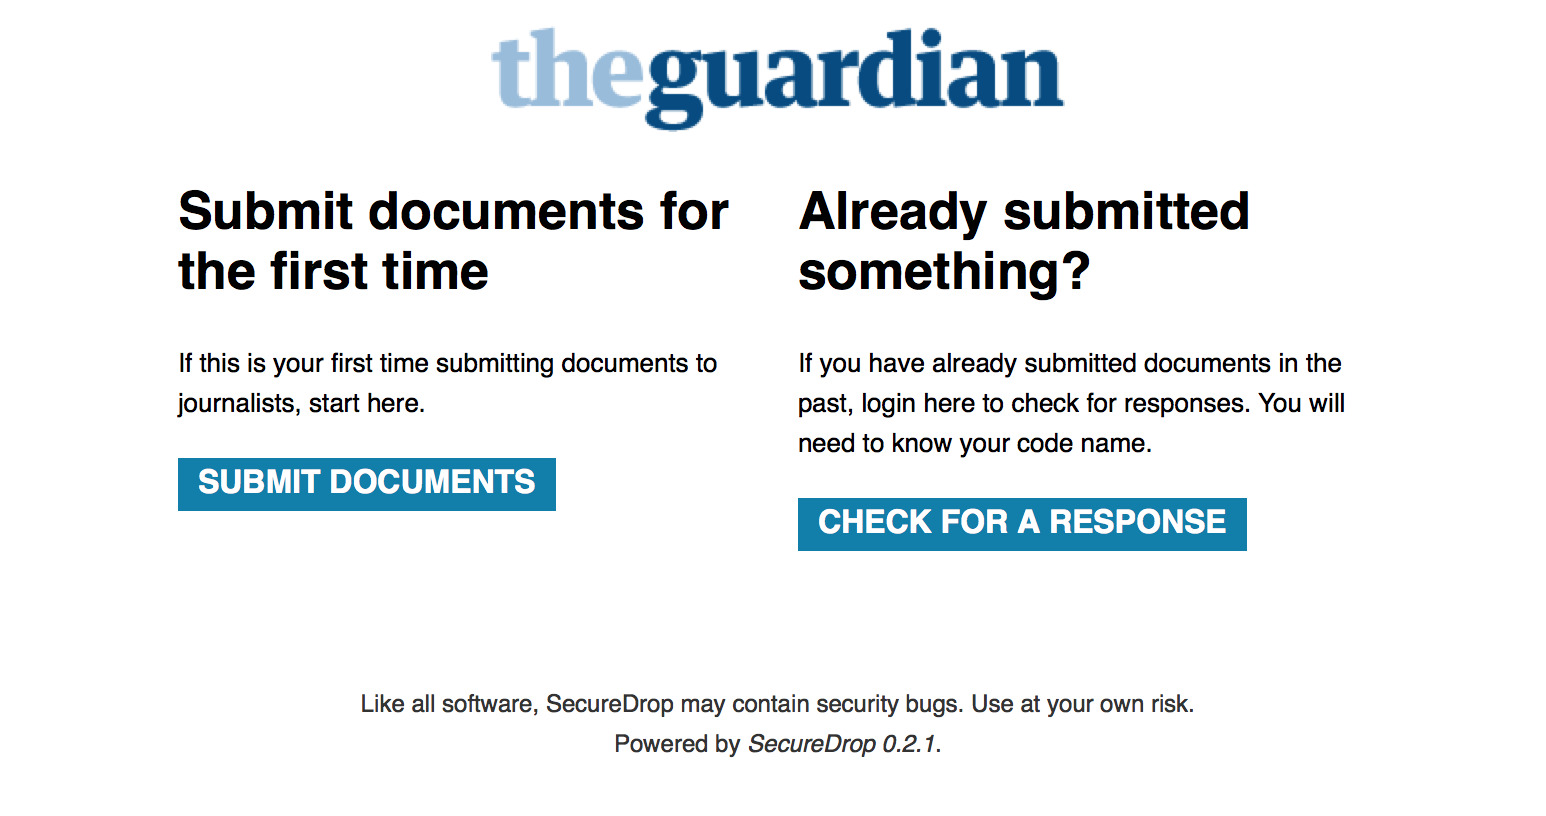 theguardian
Submit documents for
the first time
If this is your first time submitting documents to
journalists, start here.
SUBMIT DOCUMENTS
Already submitted
something?
If you have already submitted documents in the
past, login here to check for responses. You will
need to know your code name.
CHECK FOR A RESPONSE
Like all software, SecureDrop may contain security bugs. Use at your own risk.
Powered by SecureDrop 0.2.1.